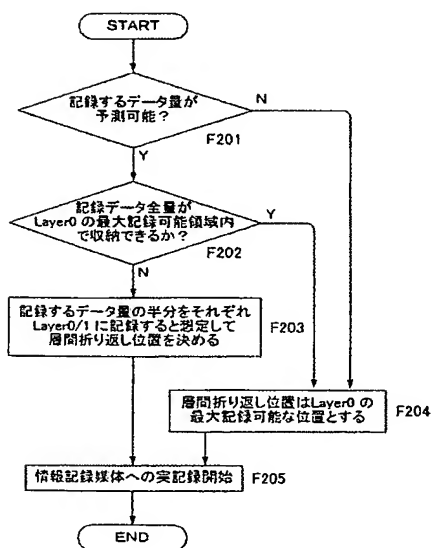 START
記録するデータ量が
予測可能？
N
F201
Y
記録データ全量が
Layer0 の最大記録可能領域内
で収納できるか？
Y
F202
N
記録するデータ量の半分をそれぞれ
Layer0/1 に記録すると想定して
層間折り返し位置を決める
F203
層間折り返し位置はLayer0 の
最大記録可能な位置とする
F204
情報記録媒体への実記録開始
F205
END